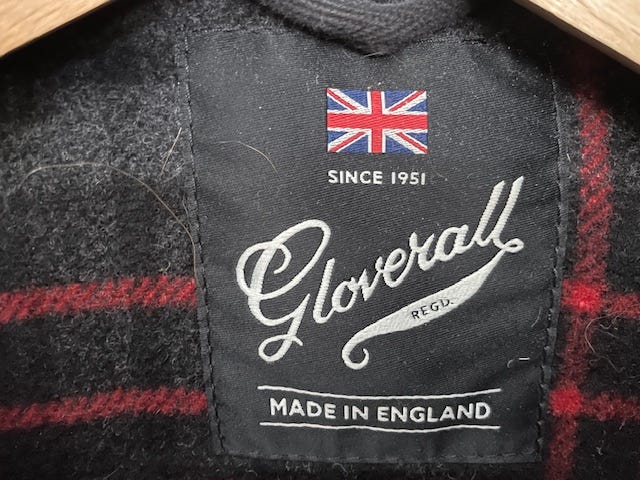 SINCE 1951
Gloverall
REGD.
MADE IN ENGLAND